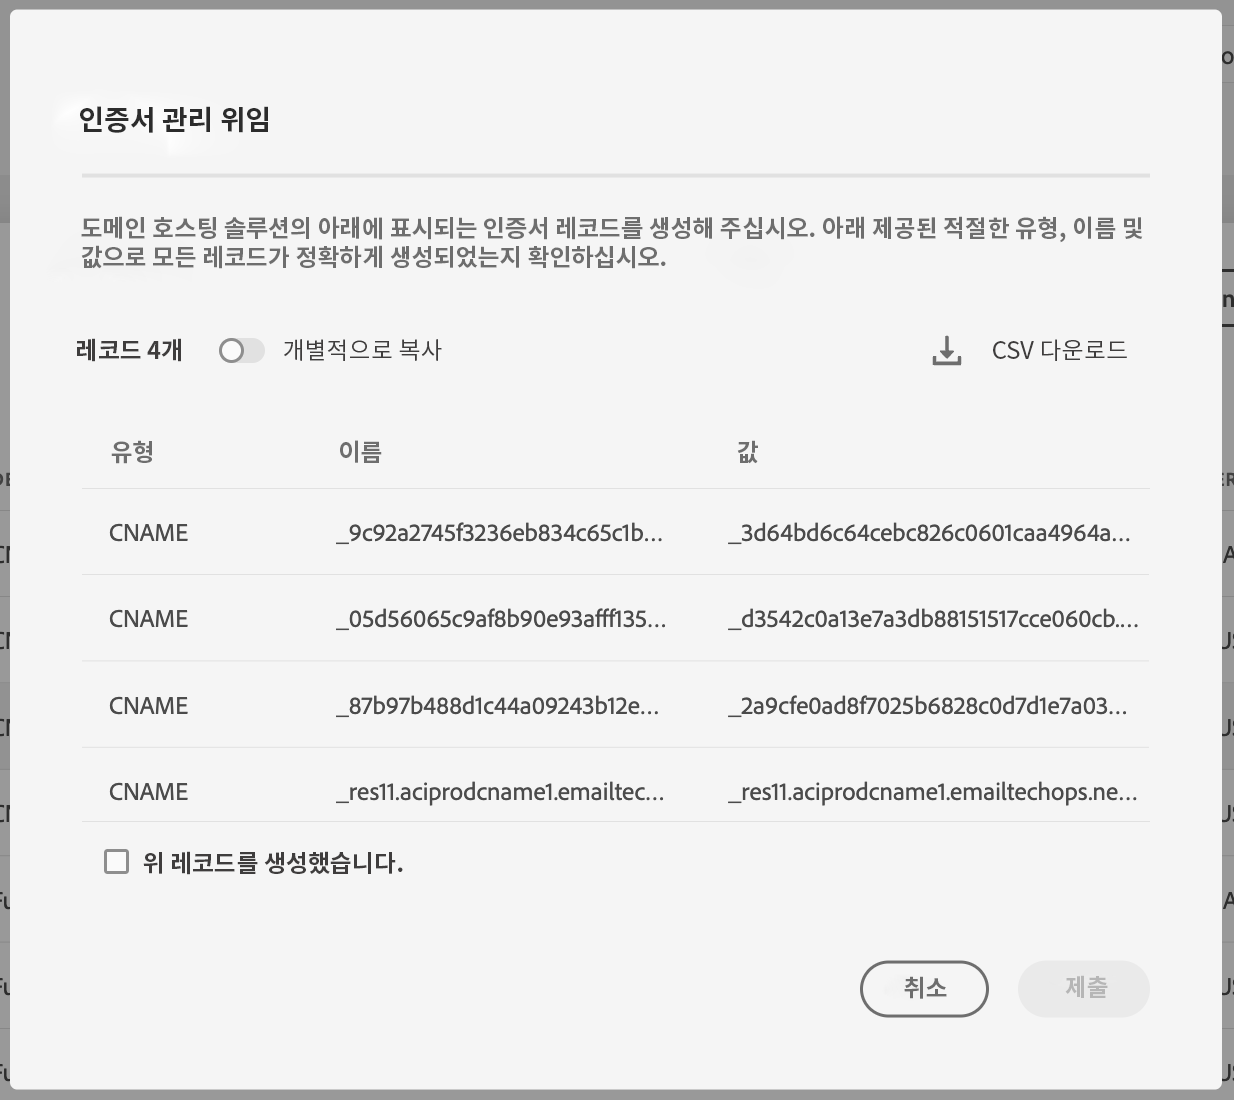 인증서 관리 위임
도메인 호스팅 솔루션의 아래에 표시되는 인증서 레코드를 생성해 주십시오. 아래 제공된 적절한 유형, 이름 및
값으로 모든 레코드가 정확하게 생성되었는지 확인하십시오.
레코드 4개 개별적으로 복사 CSV 다운로드
유형 이름 값
CNAME _9c92a2745f3236eb834c65c1b... _3d64bd6c64cebc826c0601caa4964a...
CNAME _05d56065c9af8b90e93afff135... _d3542c0a13e7a3db88151517cce060cb....
CNAME _87b97b488d1c44a09243b12e... _2a9cfe0ad8f7025b6828c0d7d1e7a03...
CNAME _res11.aciprodcname1.emailtec... _res11.aciprodcname1.emailtechops.ne...
위 레코드를 생성했습니다.
취소 제출